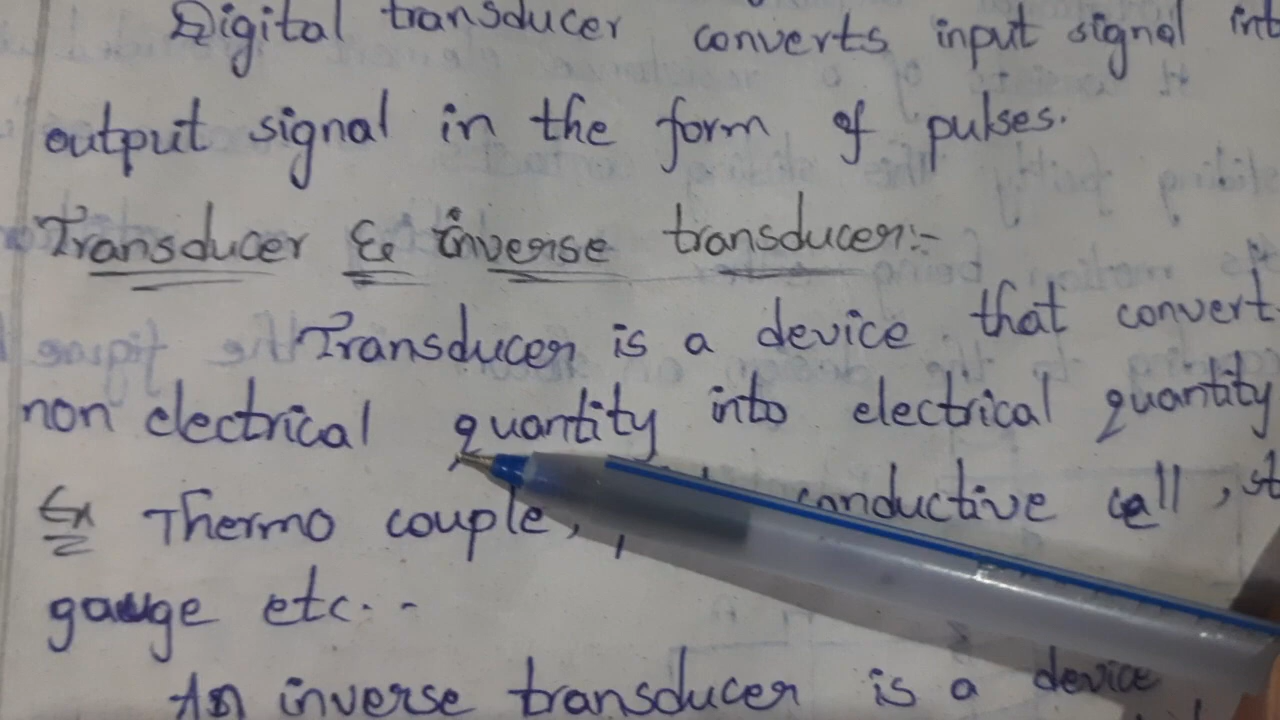 Digital transducer converts input signal int
output signal in the form of pulses.
Transducer & inverse transducer:-
Transducer is a device that convert
non electrical quantity into electrical quantity
Ex Thermo couple, conductive cell, st
gauge etc. -
An inverse transducer is a device